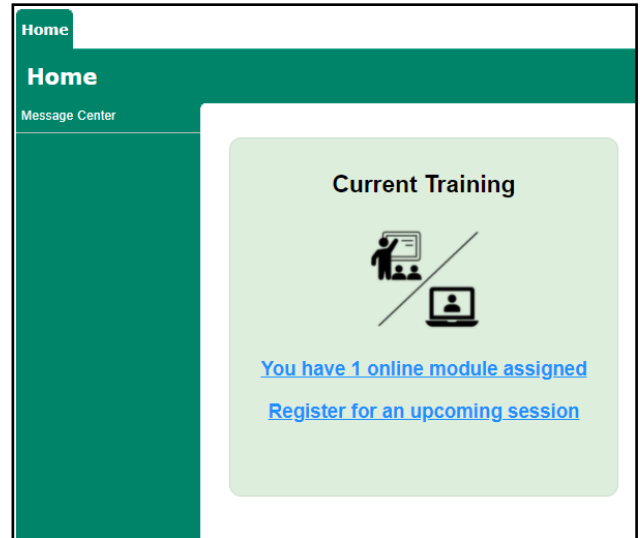 Home
Home
Message Center
Current Training
You have 1 online module assigned
Register for an upcoming session